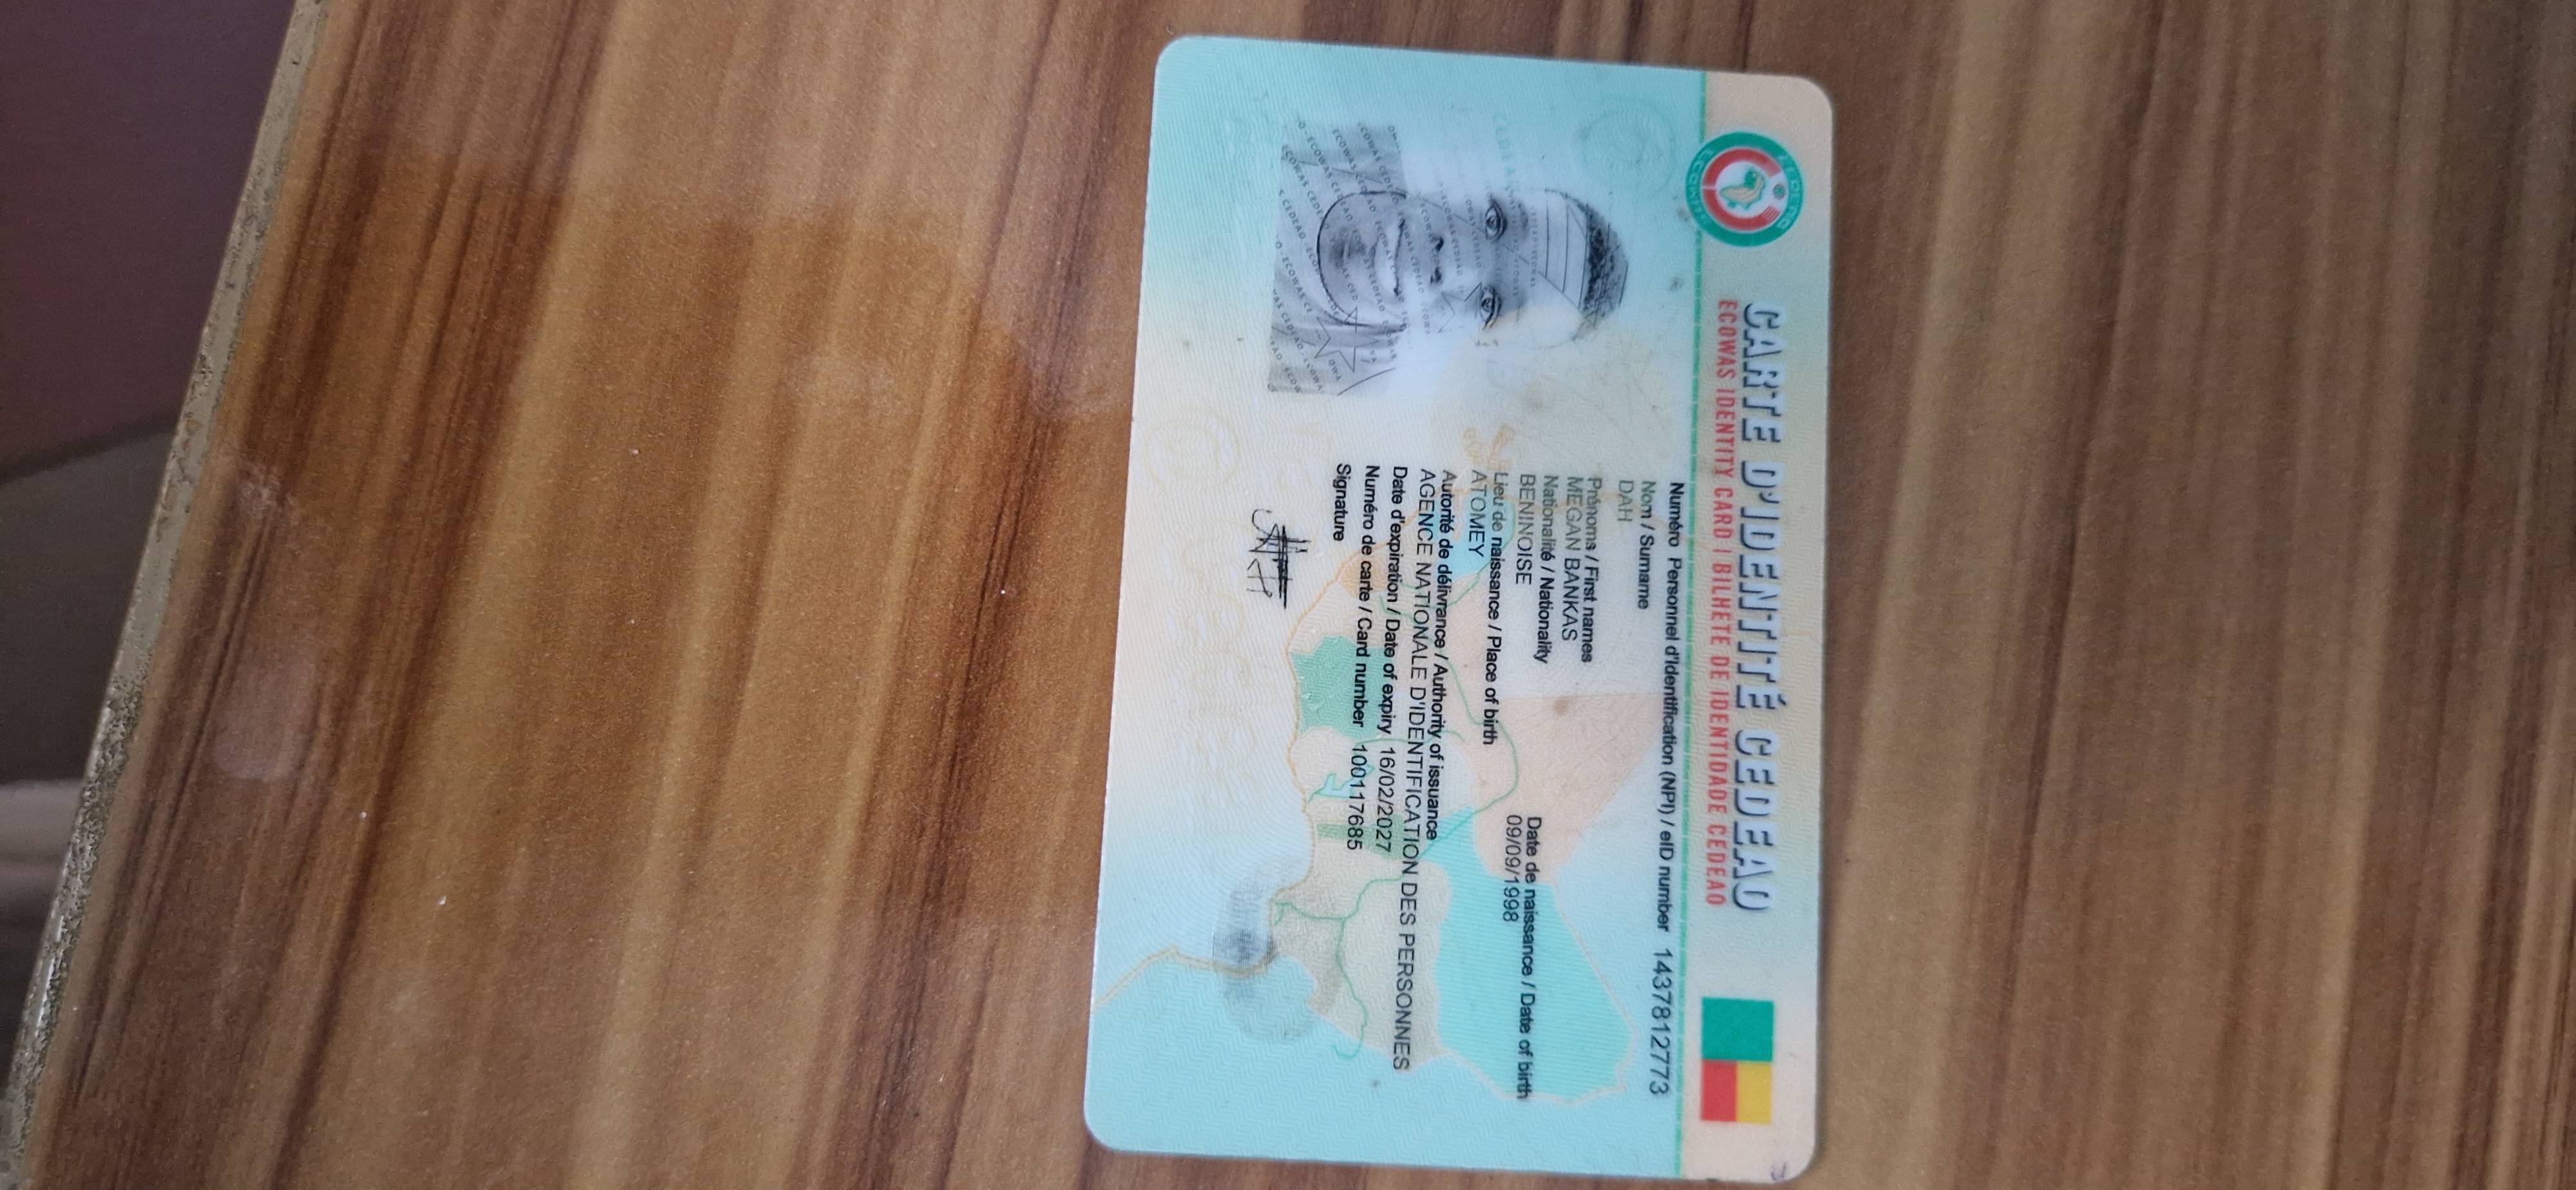 CARTE D'IDENTITÉ CEDEAO
ECOWAS IDENTITY CARD | BILHETE DE IDENTIDADE CEDEAO
Numéro Personnel d'Identification (NPI) / eID number 1437812773
Nom / Surname
DAH
Prénoms / First names
MEGAN BANKAS
Nationalité / Nationality
BENINOISE
Date de naissance / Date of birth
09/09/1998
Lieu de naissance / Place of birth
ATOMEY
Autorité de délivrance / Authority of issuance
AGENCE NATIONALE D'IDENTIFICATION DES PERSONNES
Date d'expiration / Date of expiry 16/02/2027
Numéro de carte / Card number 100117685
Signature